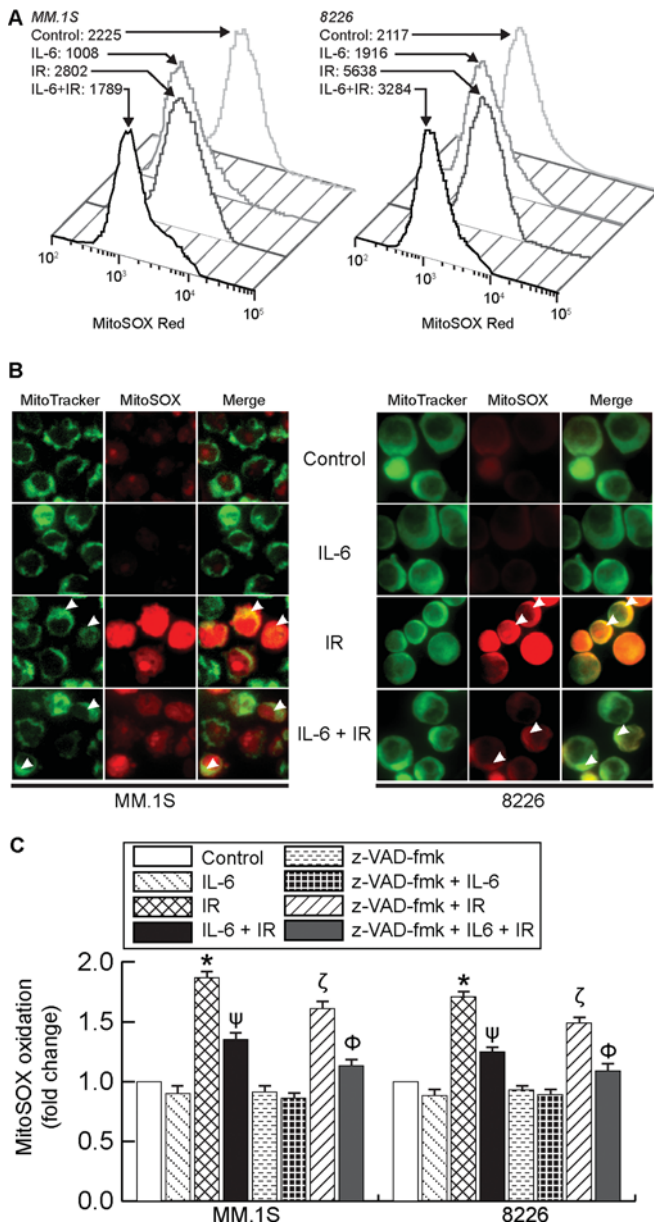 A
MM.1S
Control: 2225
IL-6: 1008
IR: 2802
IL-6+IR: 1789
10² 10³ 10⁴ 10⁵
MitoSOX Red
8226
Control: 2117
IL-6: 1916
IR: 5638
IL-6+IR: 3284
10² 10³ 10⁴ 10⁵
MitoSOX Red
B
MitoTracker MitoSOX Merge MitoTracker MitoSOX Merge
Control
IL-6
IR
IL-6 + IR
MM.1S 8226
C
Control z-VAD-fmk
IL-6 z-VAD-fmk + IL-6
IR z-VAD-fmk + IR
IL-6 + IR z-VAD-fmk + IL6 + IR
MitoSOX oxidation
(fold change)
2.0
1.5
1.0
0.5
0.0
* ψ ζ Φ * ψ ζ Φ
MM.1S 8226